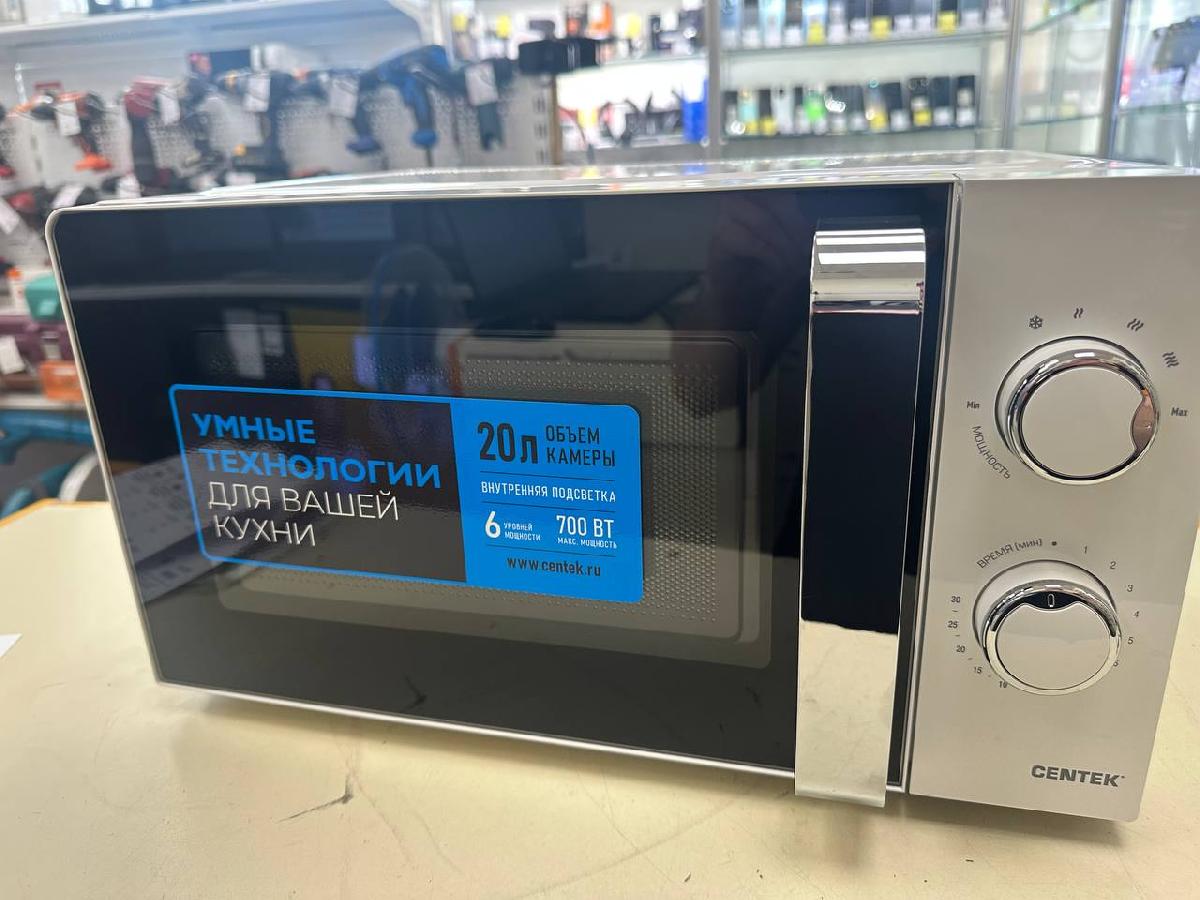 УМНЫЕ
ТЕХНОЛОГИИ
ДЛЯ ВАШЕЙ
КУХНИ
20л ОБЪЕМ
КАМЕРЫ
ВНУТРЕННЯЯ ПОДСВЕТКА
6 УРОВНЕЙ
МОЩНОСТИ
700 ВТ
МАКС. МОЩНОСТЬ
www.centek.ru
Min
Max
МОЩНОСТЬ
ВРЕМЯ (мин)
0
1
2
3
4
5
10
15
20
25
30
CENTEK